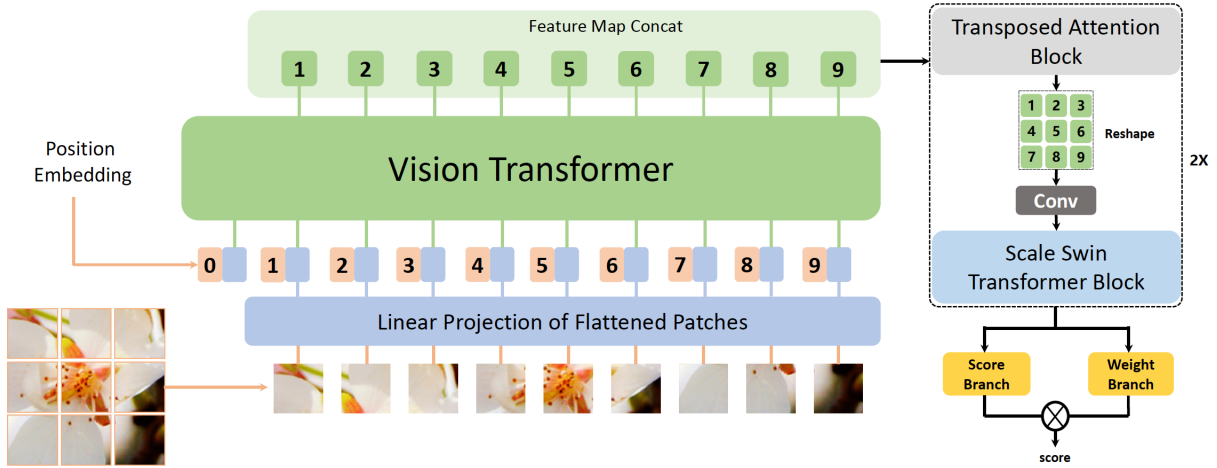 Feature Map Concat
1 2 3 4 5 6 7 8 9
Vision Transformer
Position
Embedding
0 1 2 3 4 5 6 7 8 9
Linear Projection of Flattened Patches
Transposed Attention
Block
1 2 3
4 5 6
7 8 9
Reshape
2X
Conv
Scale Swin
Transformer Block
Score
Branch
Weight
Branch
score